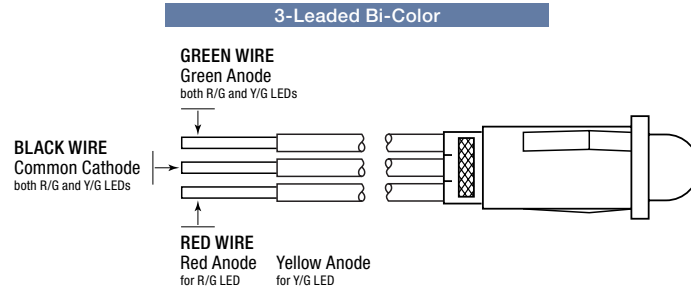 3-Leaded Bi-Color
GREEN WIRE
Green Anode
both R/G and Y/G LEDs
BLACK WIRE
Common Cathode
both R/G and Y/G LEDs
RED WIRE
Red Anode
for R/G LED
Yellow Anode
for Y/G LED